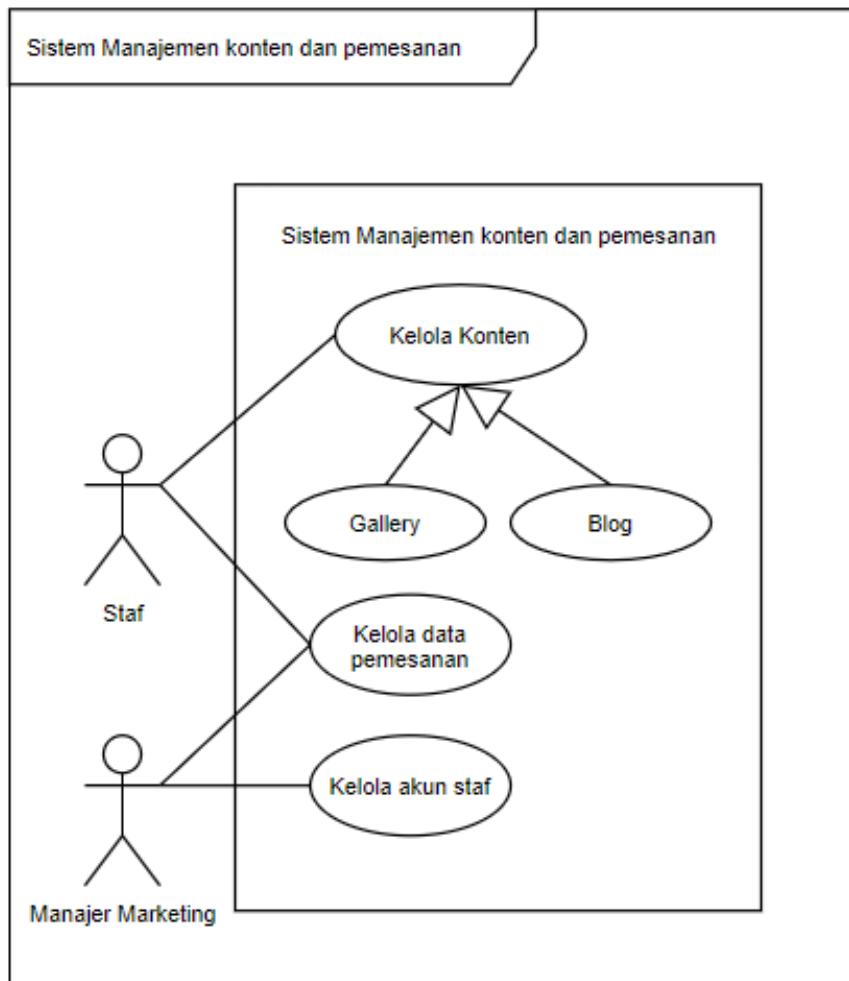 Sistem Manajemen konten dan pemesanan
Sistem Manajemen konten dan pemesanan
Kelola Konten
Gallery
Blog
Staf
Kelola data
pemesanan
Kelola akun staf
Manajer Marketing